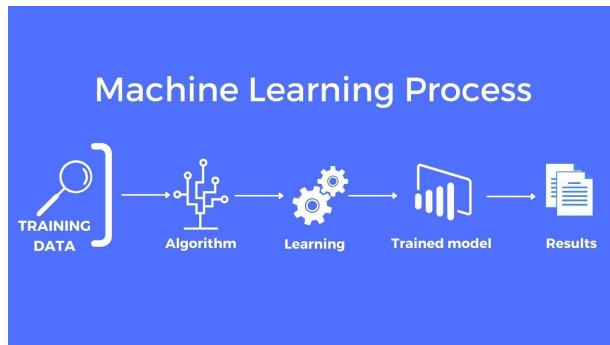 Machine Learning Process
TRAINING
DATA
Algorithm
Learning
Trained model
Results